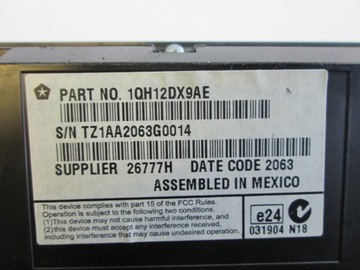 PART NO. 1QH12DX9AE
S/N TZ1AA2063G0014
SUPPLIER 26777H DATE CODE 2063
ASSEMBLED IN MEXICO
This device complies with part 15 of the FCC Rules.
Operation is subject to the following two conditions:
(1)This device may not cause harmful interference, and
(2)this device must accept any interference received,
including interference that may cause undesired operation.
e24
031904 N18